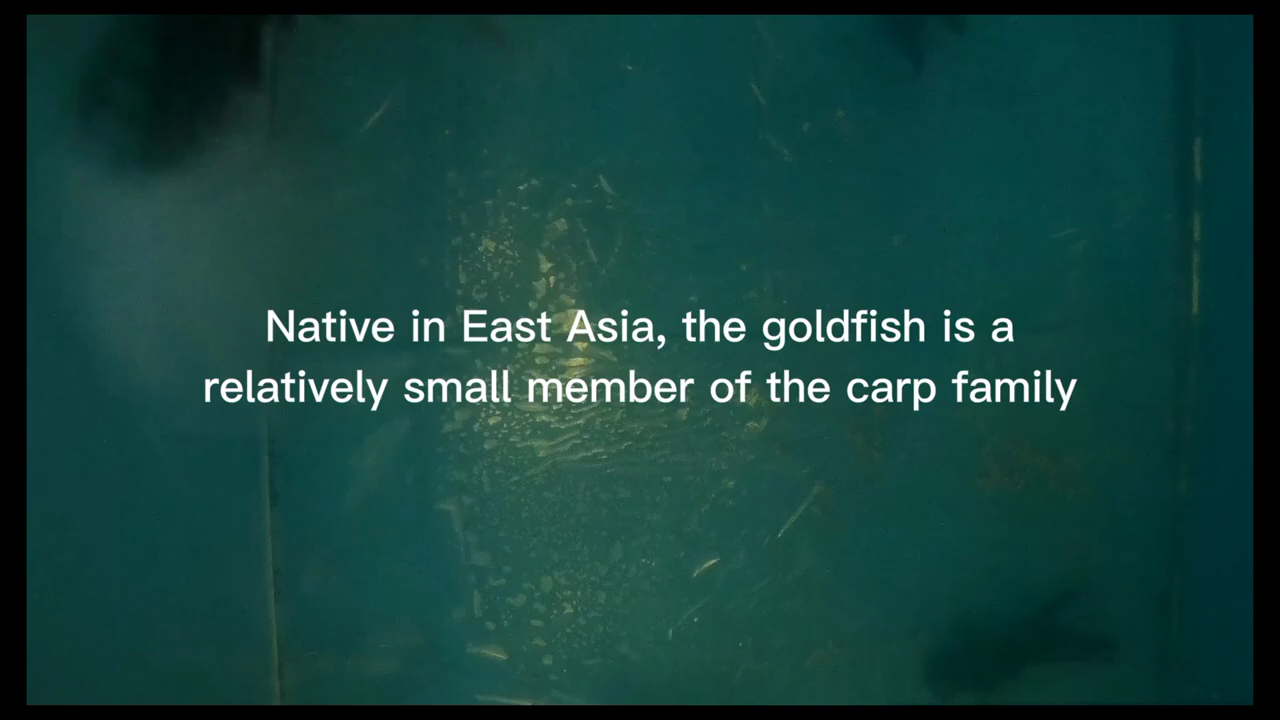 Native in East Asia, the goldfish is a
relatively small member of the carp family